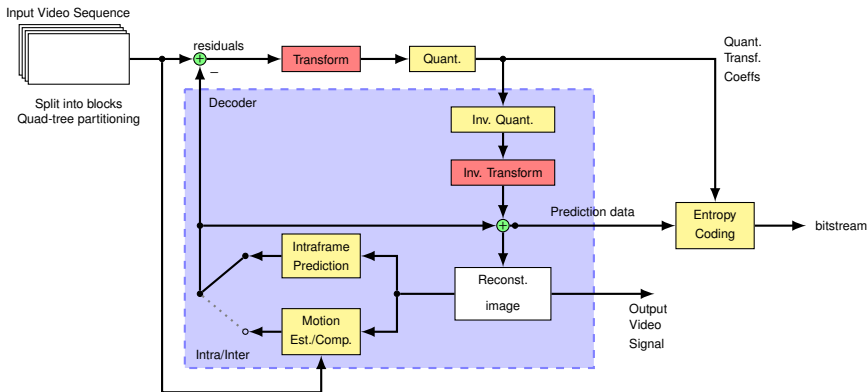 Input Video Sequence
Split into blocks
Quad-tree partitioning
residuals
+
−
Transform
Quant.
Quant.
Transf.
Coeffs
Decoder
Inv. Quant.
Inv. Transform
+
Prediction data
Entropy
Coding
bitstream
Intraframe
Prediction
Reconst.
image
Motion
Est./Comp.
Intra/Inter
Output
Video
Signal